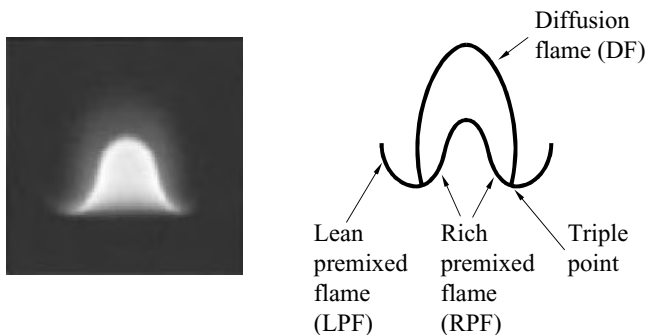 Diffusion
flame (DF)
Lean
premixed
flame
(LPF)
Rich
premixed
flame
(RPF)
Triple
point